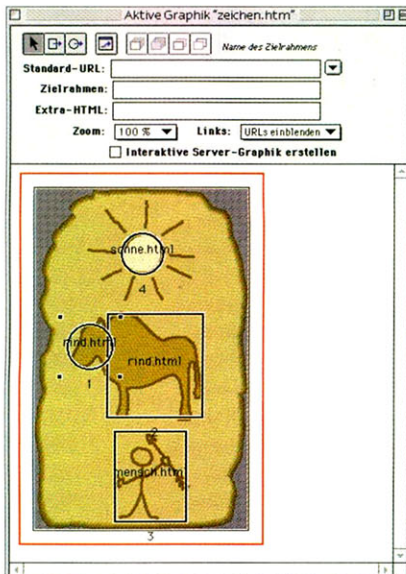 Aktive Graphik "zeichen.htm"
Name des Zielrahmens
Standard-URL:
Zielrahmen:
Extra-HTML:
Zoom: 100 % Links: URLs einblenden
Interaktive Server-Graphik erstellen
sonne.html
4
rind.html
rind.html
1
2
mensch.html
3